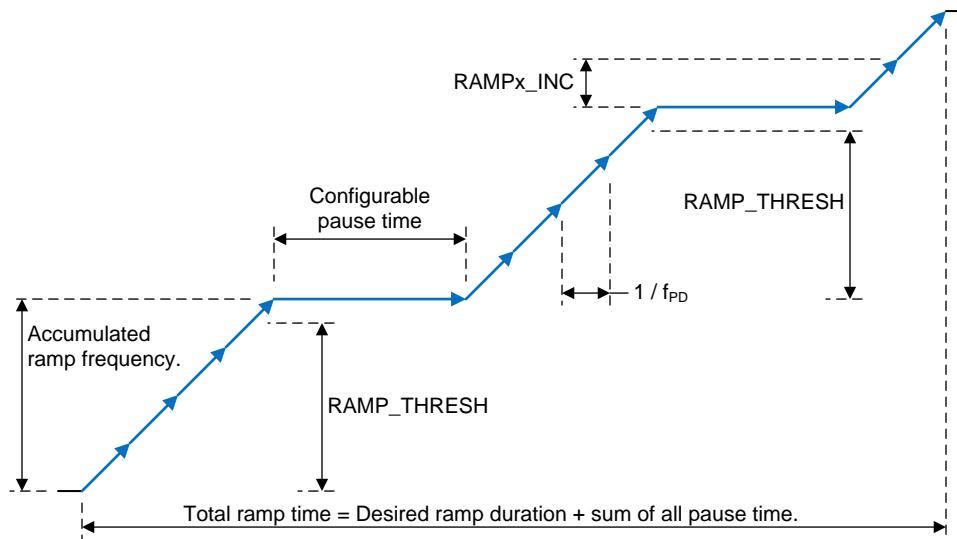 RAMPx_INC
Configurable
pause time
RAMP_THRESH
1 / fPD
Accumulated
ramp frequency.
RAMP_THRESH
Total ramp time = Desired ramp duration + sum of all pause time.